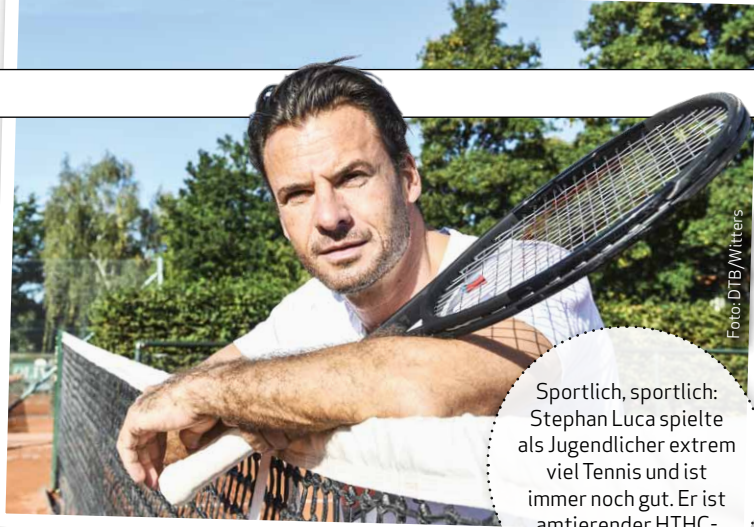 Foto: DTB/Witters
Sportlich, sportlich:
Stephan Luca spielte
als Jugendlicher extrem
viel Tennis und ist
immer noch gut. Er ist
amtierender HTHC-